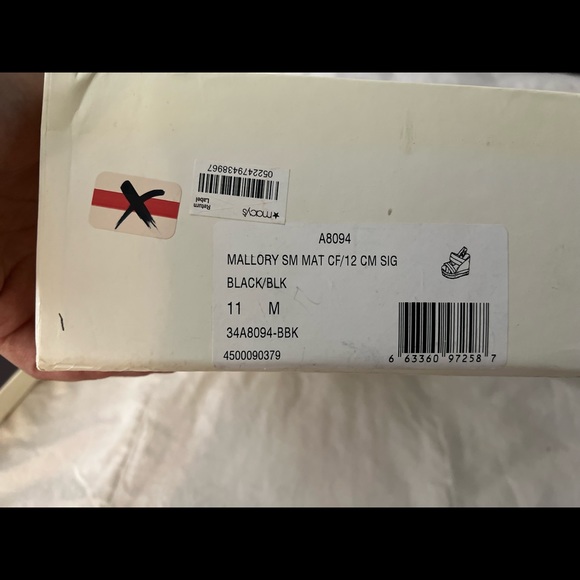 0522479438967
Return
Label
★macy's
A8094
MALLORY SM MAT CF/12 CM SIG
BLACK/BLK
11 M
34A8094-BBK
4500090379
6 63360 97258 7